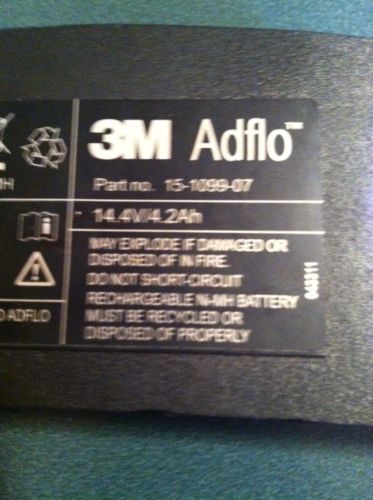 3M Adflo™
Part no. 15-1099-07
14.4V/4.2Ah
MAY EXPLODE IF DAMAGED OR
DISPOSED OF IN FIRE.
DO NOT SHORT-CIRCUIT
RECHARGEABLE NI-MH BATTERY
MUST BE RECYCLED OR
DISPOSED OF PROPERLY
MH
O ADFLO